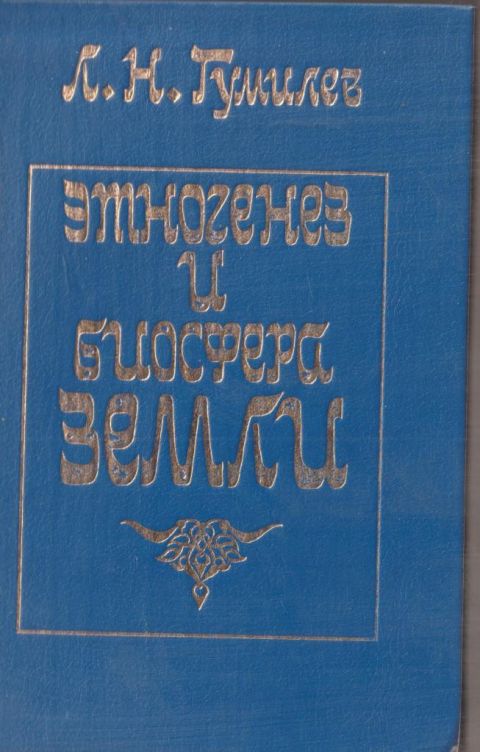 Л. Н. Гумилев
этногенез
и
биосфера
земли